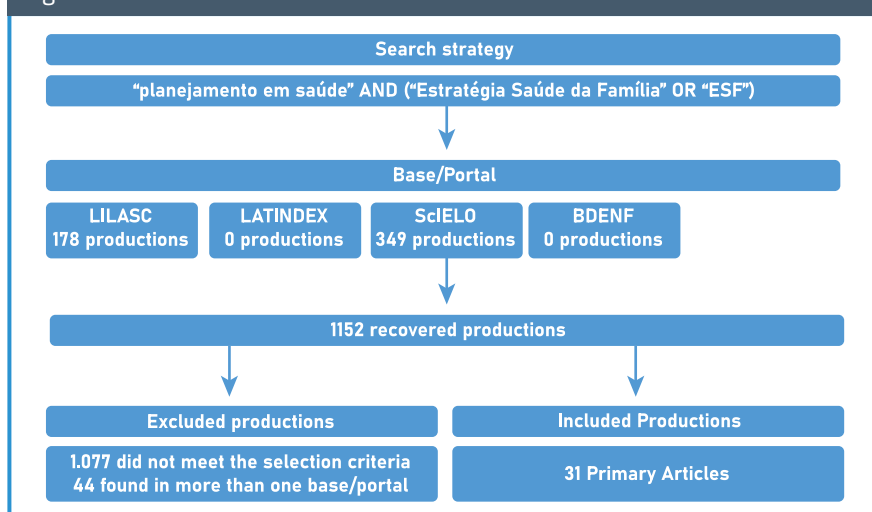 Search strategy
“planejamento em saúde” AND (“Estratégia Saúde da Família” OR “ESF”)
Base/Portal
LILASC
178 productions
LATINDEX
0 productions
SciELO
349 productions
BDENF
0 productions
1152 recovered productions
Excluded productions
1.077 did not meet the selection criteria
44 found in more than one base/portal
Included Productions
31 Primary Articles